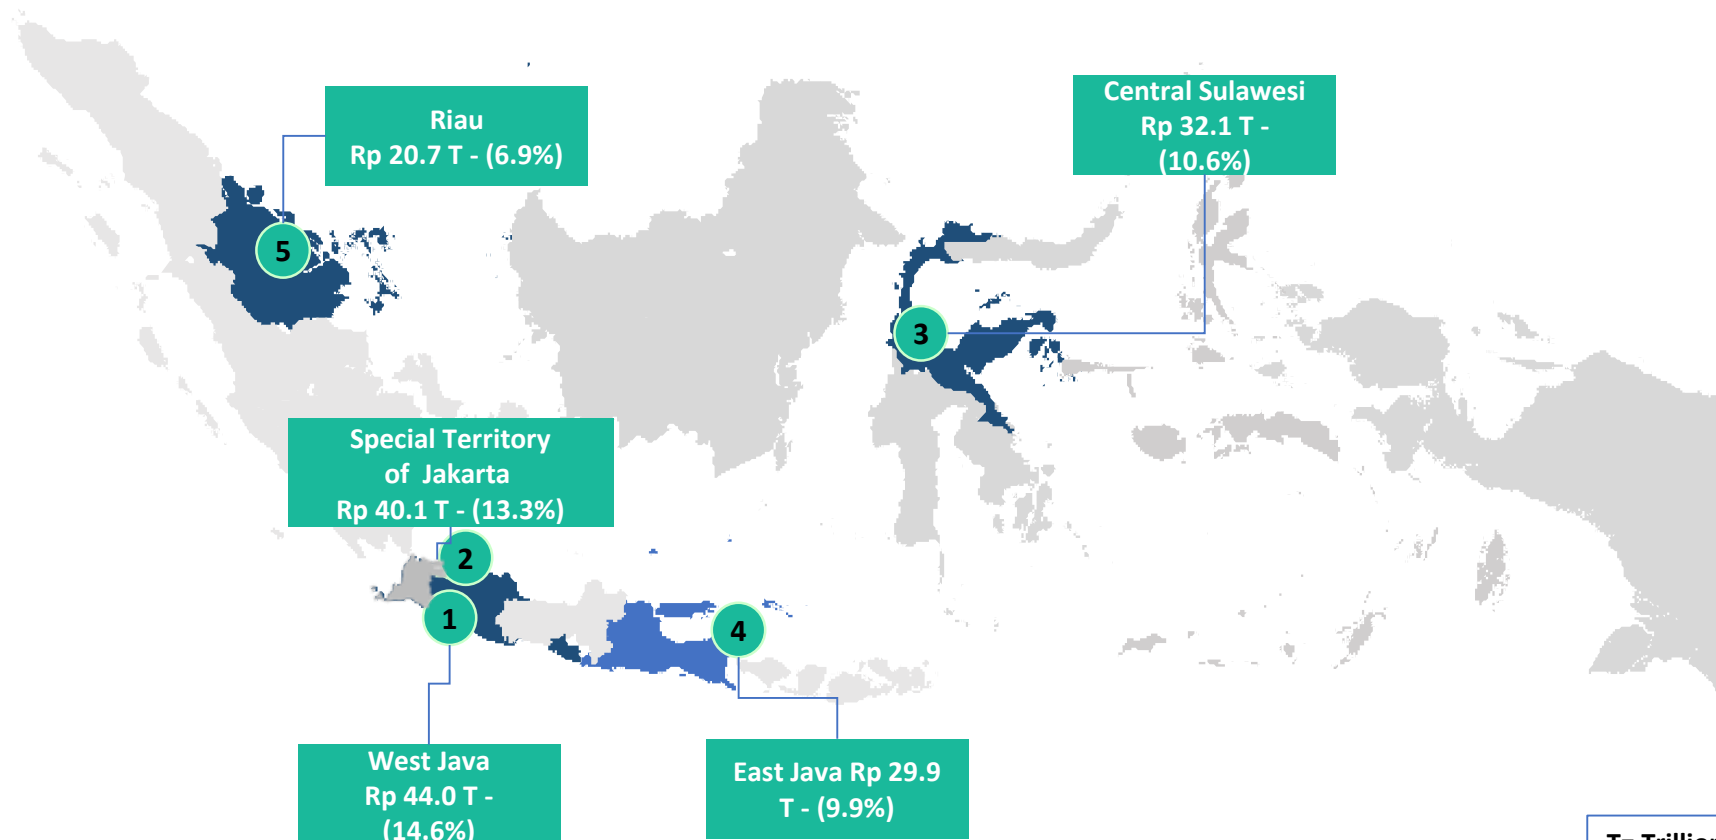 Riau
Rp 20.7 T - (6.9%)
Central Sulawesi
Rp 32.1 T -
(10.6%)
5
3
Special Territory
of Jakarta
Rp 40.1 T - (13.3%)
2
1
4
West Java
Rp 44.0 T -
(14.6%)
East Java Rp 29.9
T - (9.9%)
T= Trillion